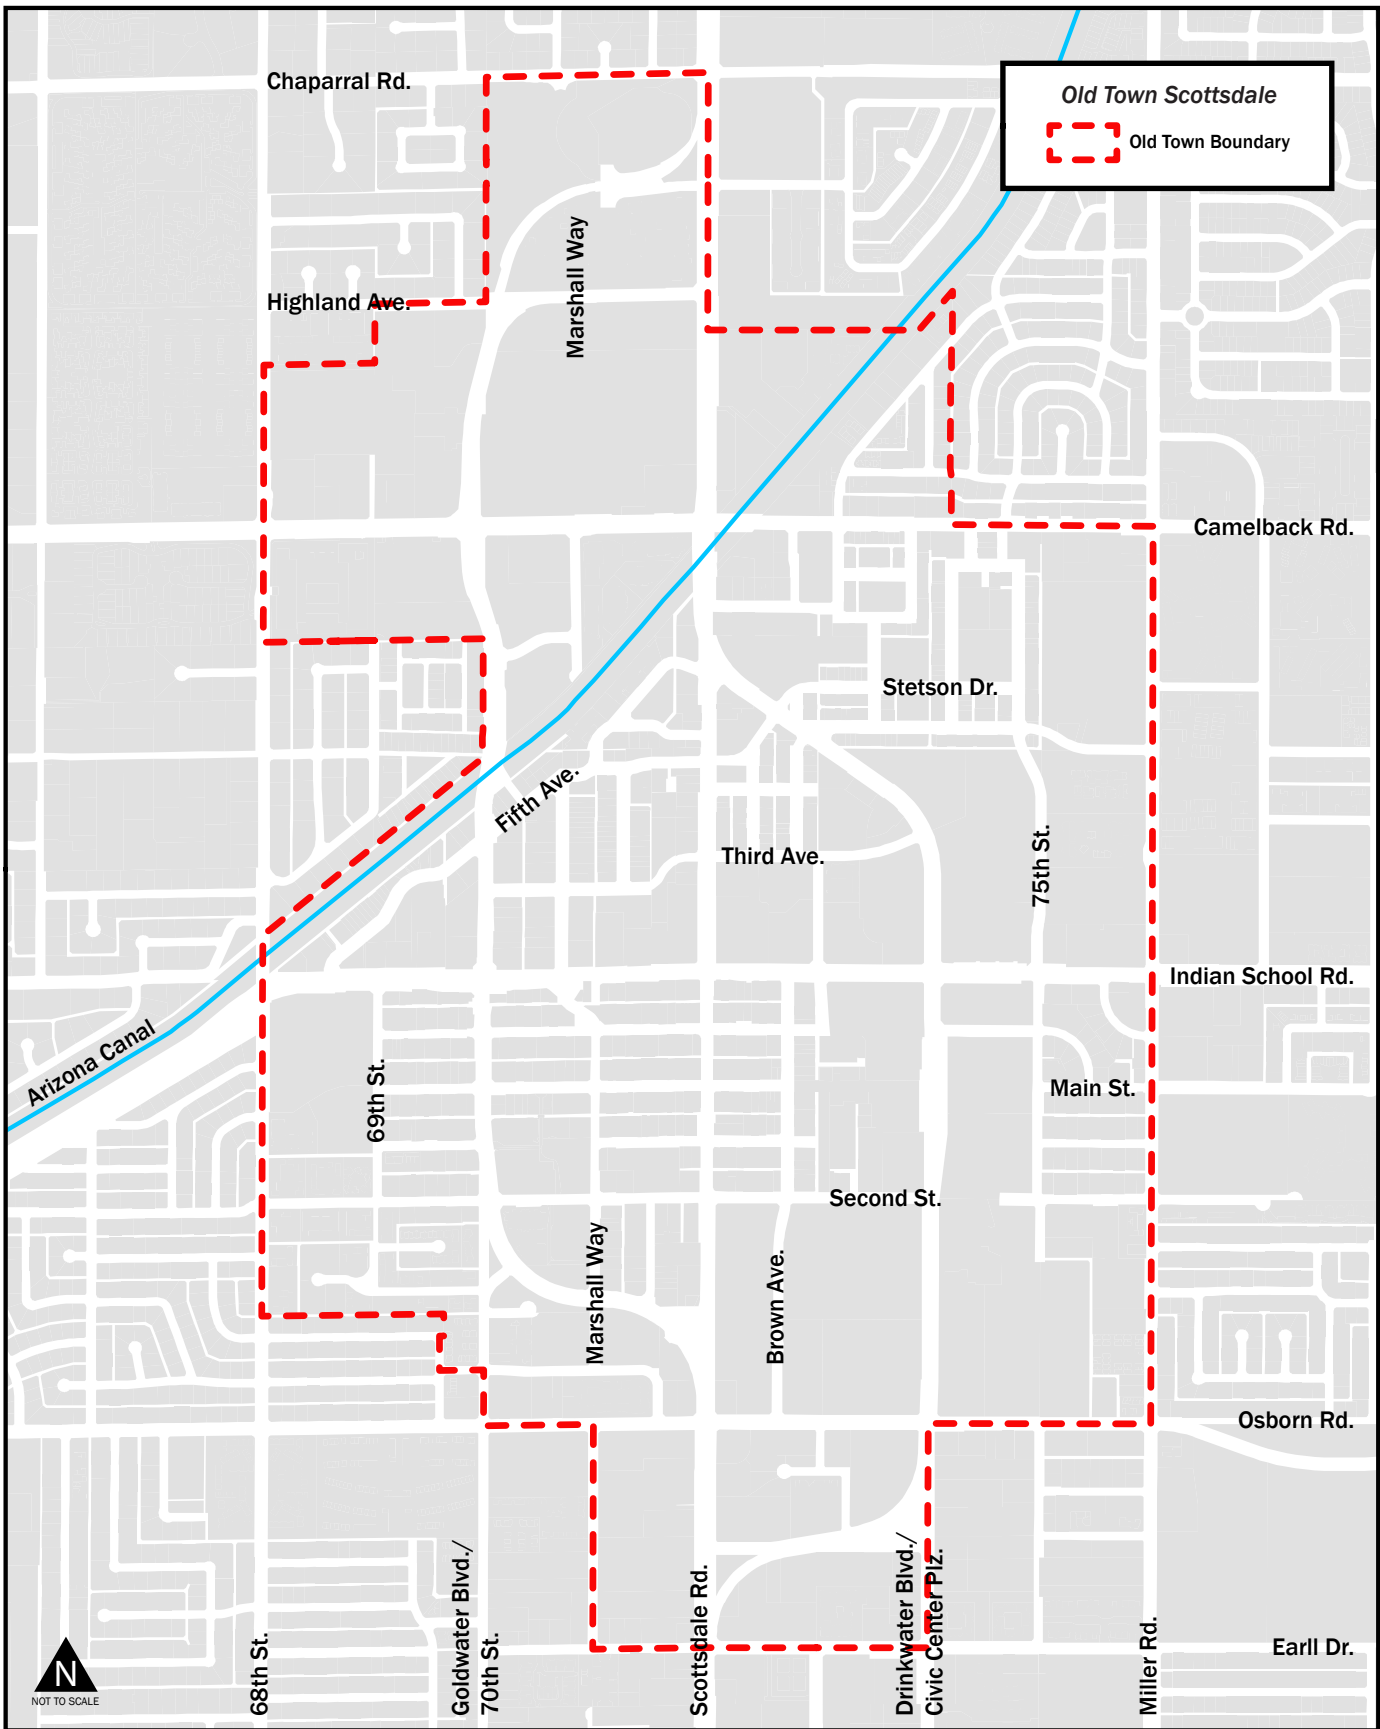 Chaparral Rd.
Old Town Scottsdale
Old Town Boundary
Marshall Way
Highland Ave.
Camelback Rd.
Stetson Dr.
Fifth Ave.
Third Ave.
75th St.
Indian School Rd.
Arizona Canal
69th St.
Main St.
Second St.
Marshall Way
Brown Ave.
Osborn Rd.
68th St.
Goldwater Blvd./
70th St.
Scottsdale Rd.
Drinkwater Blvd./
Civic Center Plz.
Miller Rd.
Earll Dr.
N
NOT TO SCALE